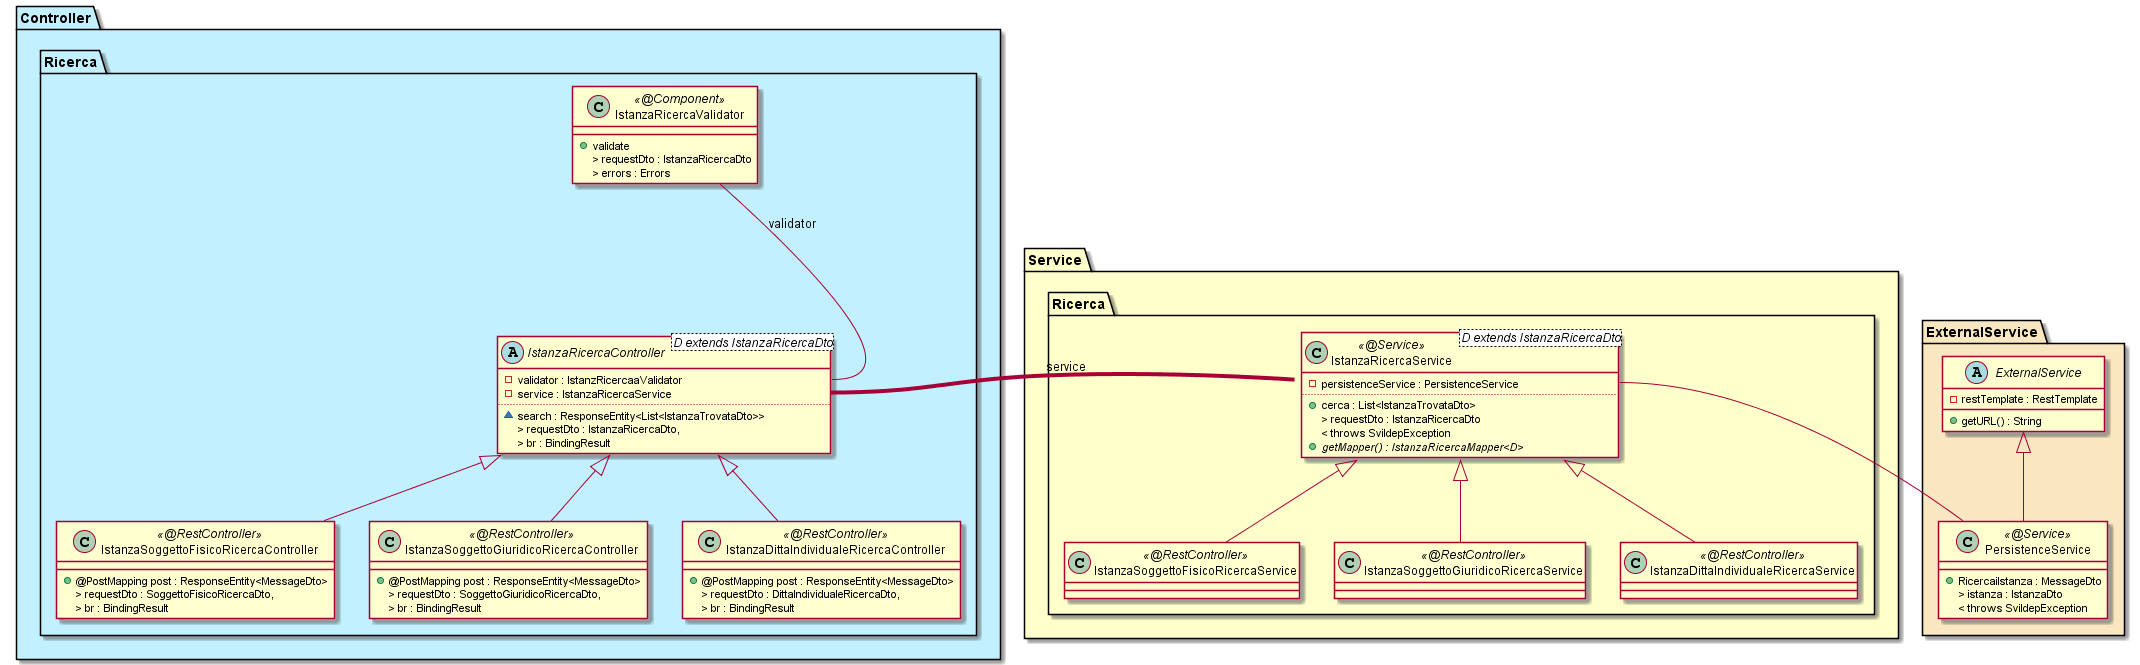 Controller
Ricerca
C
«@Component»
IstanzaRicercaValidator
validate
> requestDto : IstanzaRicercaDto
> errors : Errors
validator
D extends IstanzaRicercaDto
A
IstanzaRicercaController
validator : IstanzRicercaaValidator
service : IstanzaRicercaService
search : ResponseEntity<List<IstanzaTrovataDto>>
> requestDto : IstanzaRicercaDto,
> br : BindingResult
C
«@RestController»
IstanzaSoggettoFisicoRicercaController
@PostMapping post : ResponseEntity<MessageDto>
> requestDto : SoggettoFisicoRicercaDto,
> br : BindingResult
C
«@RestController»
IstanzaSoggettoGiuridicoRicercaController
@PostMapping post : ResponseEntity<MessageDto>
> requestDto : SoggettoGiuridicoRicercaDto,
> br : BindingResult
C
«@RestController»
IstanzaDittaIndividualeRicercaController
@PostMapping post : ResponseEntity<MessageDto>
> requestDto : DittaIndividualeRicercaDto,
> br : BindingResult
service
Service
Ricerca
D extends IstanzaRicercaDto
C
«@Service»
IstanzaRicercaService
persistenceService : PersistenceService
cerca : List<IstanzaTrovataDto>
> requestDto : IstanzaRicercaDto
< throws SvildepException
getMapper() : IstanzaRicercaMapper<D>
C
«@RestController»
IstanzaSoggettoFisicoRicercaService
C
«@RestController»
IstanzaSoggettoGiuridicoRicercaService
C
«@RestController»
IstanzaDittaIndividualeRicercaService
ExternalService
A
ExternalService
restTemplate : RestTemplate
getURL() : String
C
«@Service»
PersistenceService
RicercaiIstanza : MessageDto
> istanza : IstanzaDto
< throws SvildepException